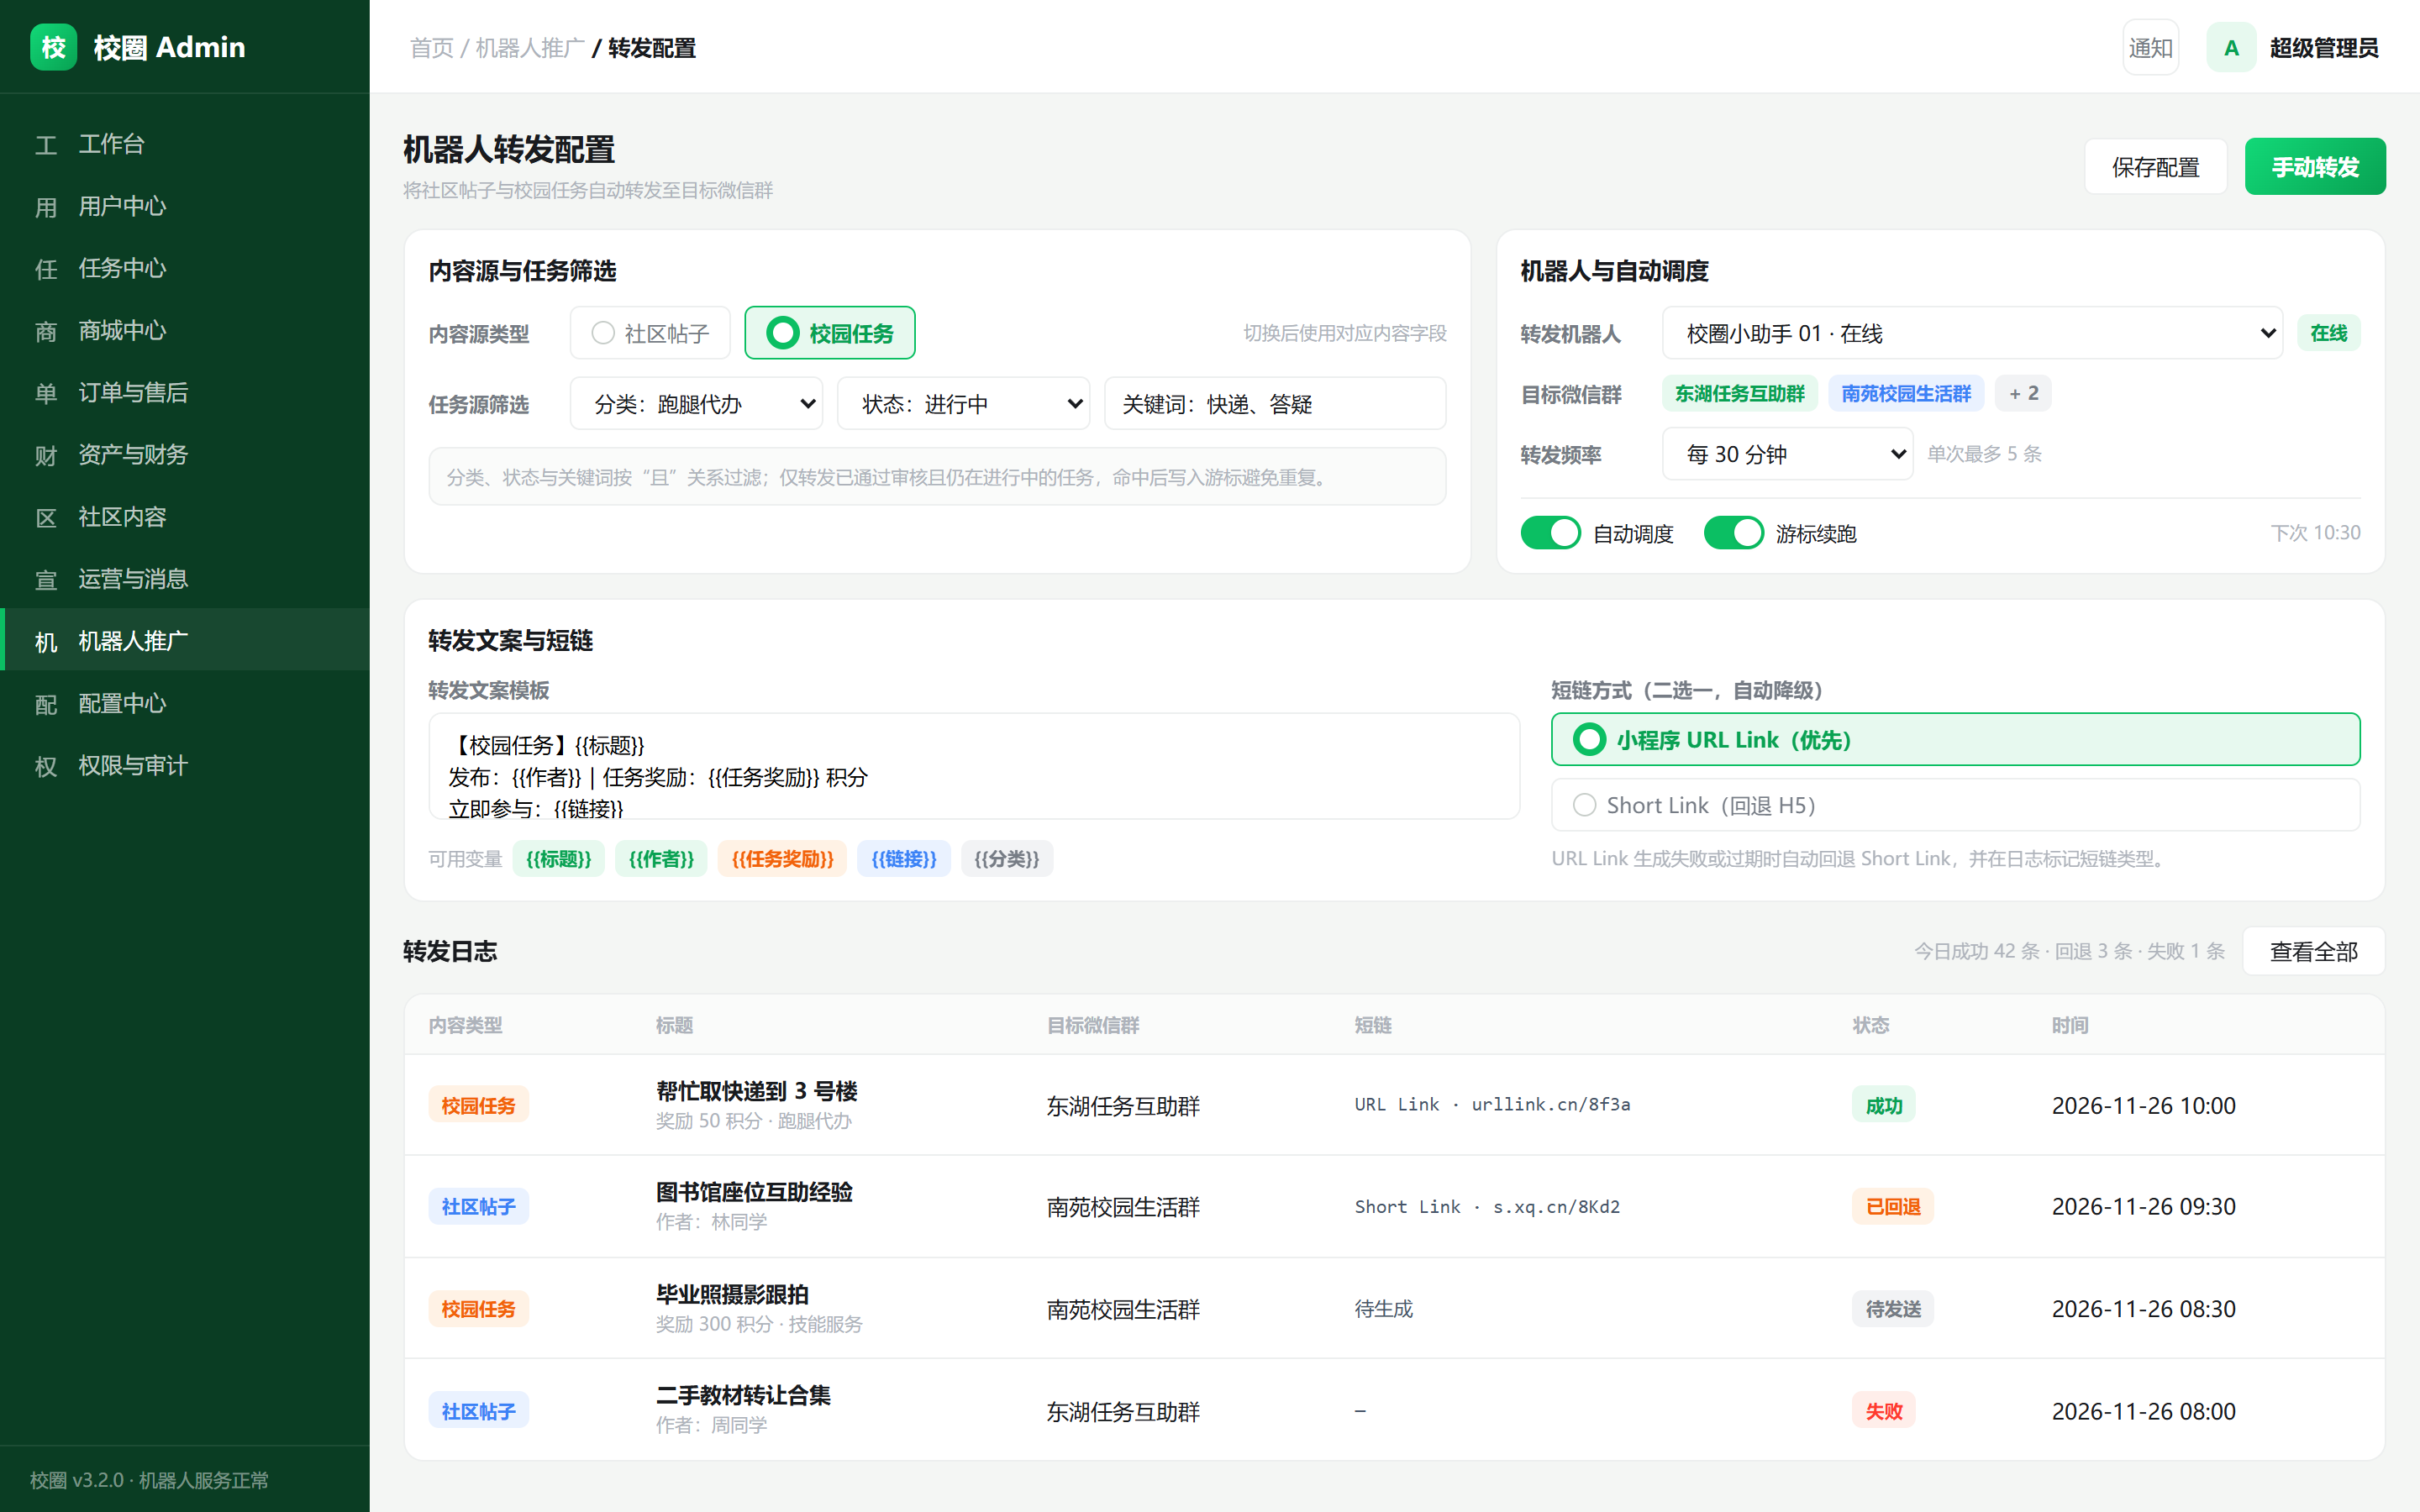 校 校圈 Admin
工 工作台
用 用户中心
任 任务中心
商 商城中心
单 订单与售后
财 资产与财务
区 社区内容
宣 运营与消息
机 机器人推广
配 配置中心
权 权限与审计
校圈 v3.2.0 · 机器人服务正常
首页 / 机器人推广 / 转发配置
通知 A 超级管理员
机器人转发配置
将社区帖子与校园任务自动转发至目标微信群
保存配置 手动转发
内容源与任务筛选
内容源类型 社区帖子 校园任务 切换后使用对应内容字段
任务源筛选 分类：跑腿代办 状态：进行中 关键词：快递、答疑
分类、状态与关键词按“且”关系过滤；仅转发已通过审核且仍在进行中的任务，命中后写入游标避免重复。
机器人与自动调度
转发机器人 校圈小助手 01 · 在线 在线
目标微信群 东湖任务互助群 南苑校园生活群 + 2
转发频率 每 30 分钟 单次最多 5 条
自动调度 游标续跑 下次 10:30
转发文案与短链
转发文案模板
【校园任务】{{标题}}
发布：{{作者}} | 任务奖励：{{任务奖励}} 积分
立即参与：{{链接}}
可用变量 {{标题}} {{作者}} {{任务奖励}} {{链接}} {{分类}}
短链方式（二选一，自动降级）
小程序 URL Link（优先）
Short Link（回退 H5）
URL Link 生成失败或过期时自动回退 Short Link，并在日志标记短链类型。
转发日志
今日成功 42 条 · 回退 3 条 · 失败 1 条 查看全部
内容类型 标题 目标微信群 短链 状态 时间
校园任务 帮忙取快递到 3 号楼 东湖任务互助群 URL Link · urllink.cn/8f3a 成功 2026-11-26 10:00
奖励 50 积分 · 跑腿代办
社区帖子 图书馆座位互助经验 南苑校园生活群 Short Link · s.xq.cn/8Kd2 已回退 2026-11-26 09:30
作者：林同学
校园任务 毕业照摄影跟拍 南苑校园生活群 待生成 待发送 2026-11-26 08:30
奖励 300 积分 · 技能服务
社区帖子 二手教材转让合集 东湖任务互助群 – 失败 2026-11-26 08:00
作者：周同学